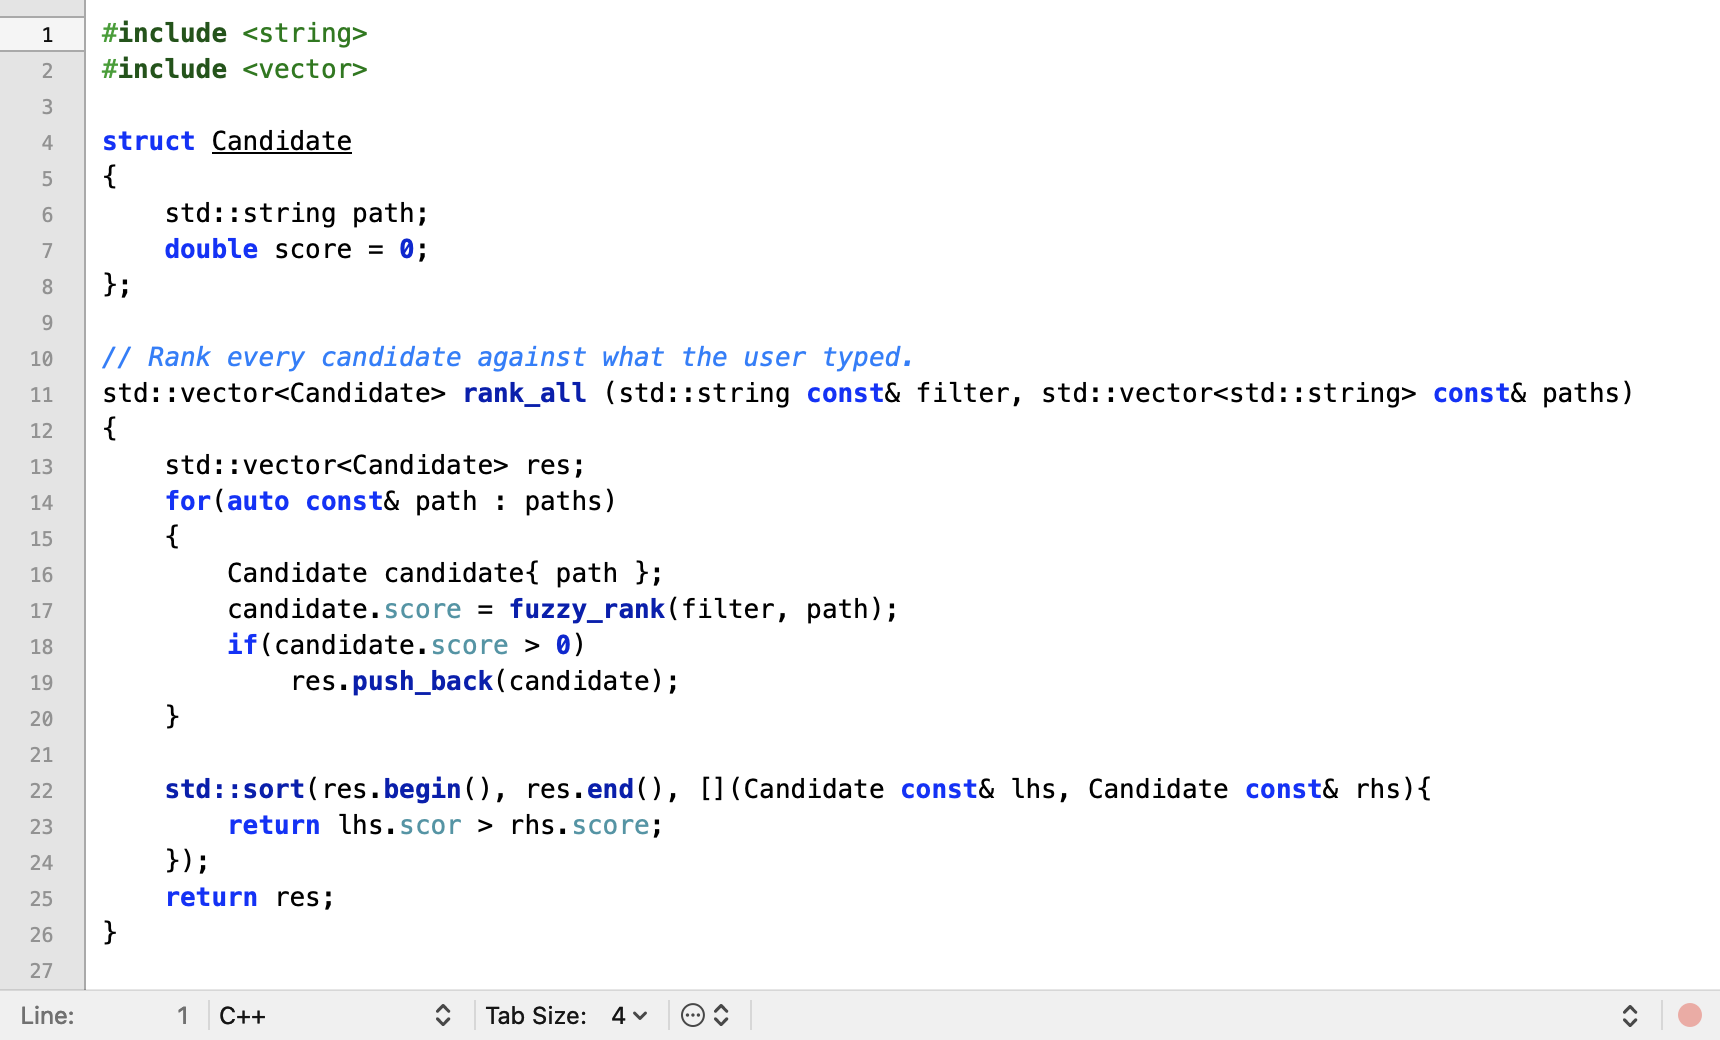 1 #include <string>
2 #include <vector>
3
4 struct Candidate
5 {
6     std::string path;
7     double score = 0;
8 };
9
10 // Rank every candidate against what the user typed.
11 std::vector<Candidate> rank_all (std::string const& filter, std::vector<std::string> const& paths)
12 {
13     std::vector<Candidate> res;
14     for(auto const& path : paths)
15     {
16         Candidate candidate{ path };
17         candidate.score = fuzzy_rank(filter, path);
18         if(candidate.score > 0)
19             res.push_back(candidate);
20     }
21
22     std::sort(res.begin(), res.end(), [](Candidate const& lhs, Candidate const& rhs){
23         return lhs.scor > rhs.score;
24     });
25     return res;
26 }
27
Line: 1 C++ Tab Size: 4